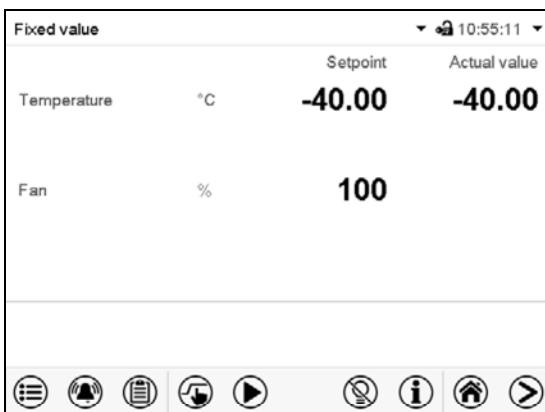 Fixed value 10:55:11
Setpoint Actual value
Temperature °C -40.00 -40.00
Fan % 100